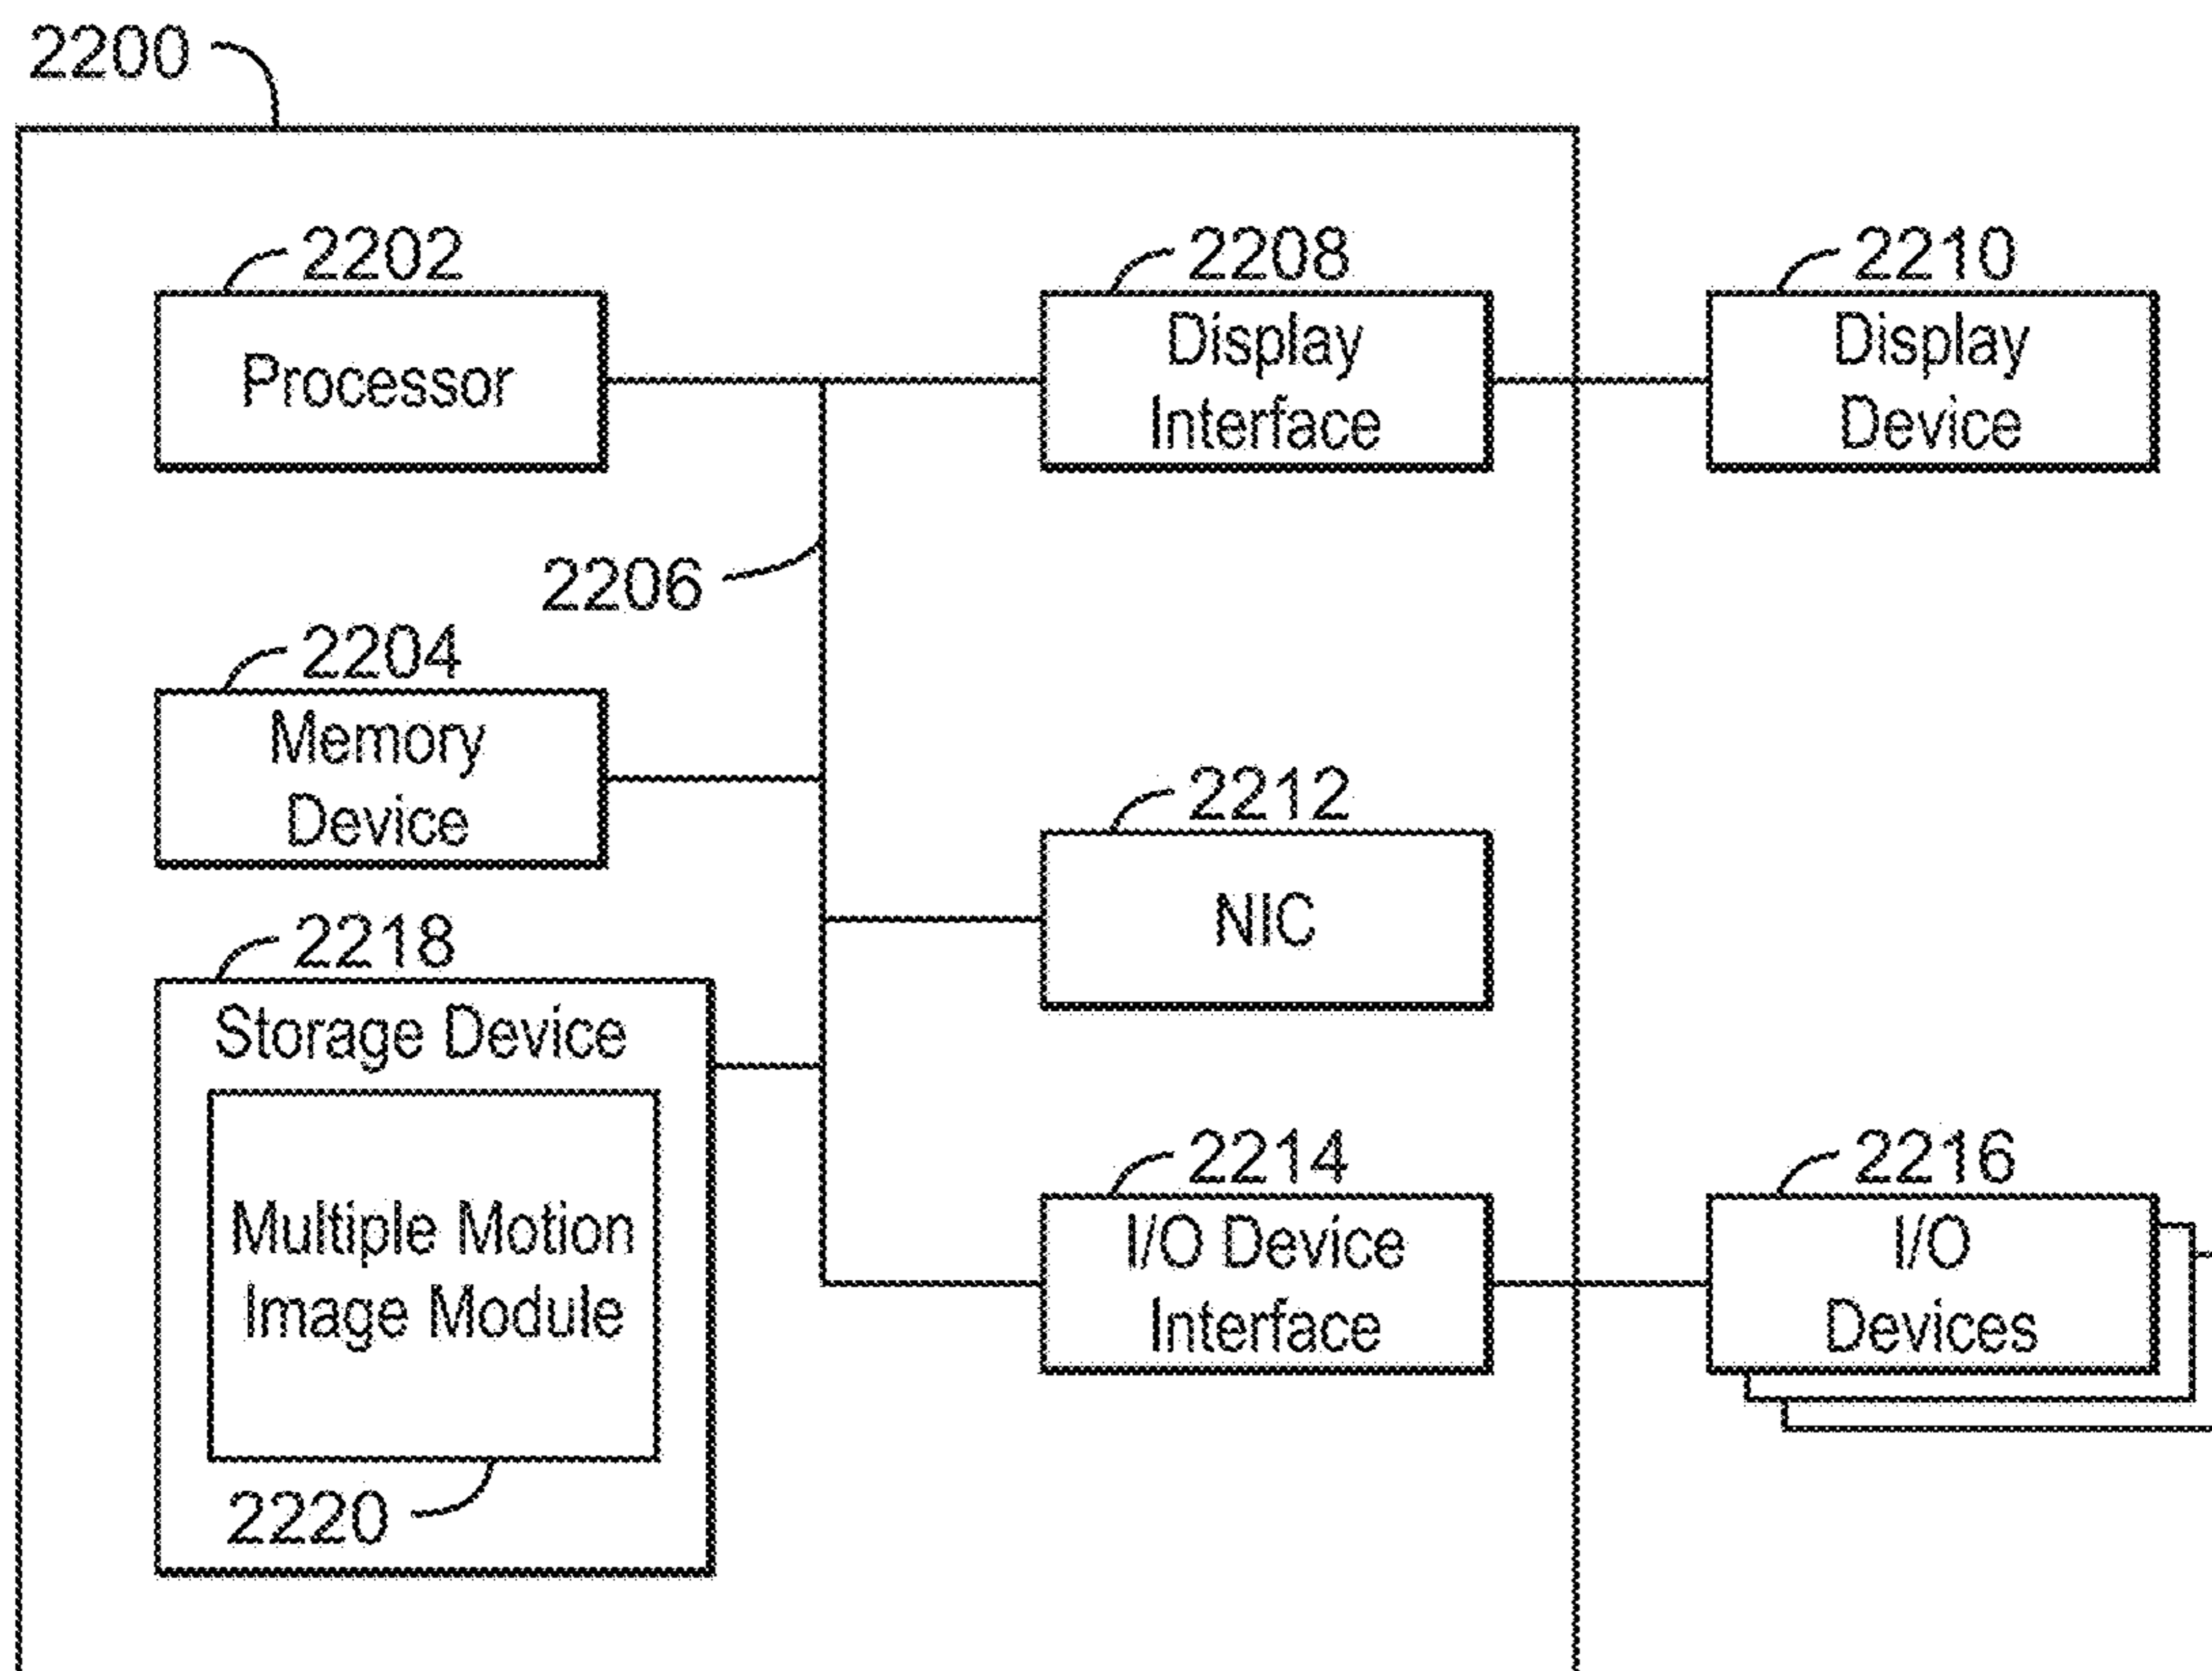 2200
2202
Processor
2208
Display
Interface
2210
Display
Device
2206
2204
Memory
Device
2212
NIC
2218
Storage Device
Multiple Motion
Image Module
2220
2214
I/O Device
Interface
2216
I/O
Devices